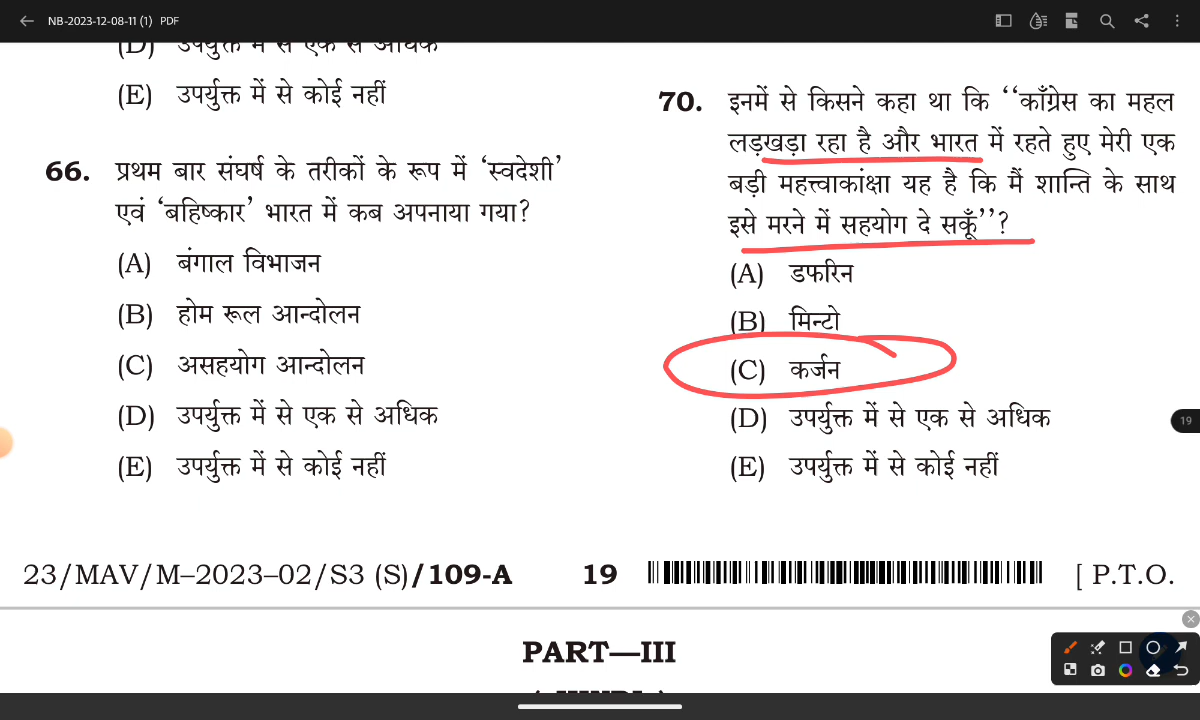 NB-2023-12-08-11 (1) PDF
(D) उपर्युक्त में से एक से अधिक
(E) उपर्युक्त में से कोई नहीं
66. प्रथम बार संघर्ष के तरीकों के रूप में ‘स्वदेशी’
एवं ‘बहिष्कार’ भारत में कब अपनाया गया?
(A) बंगाल विभाजन
(B) होम रूल आन्दोलन
(C) असहयोग आन्दोलन
(D) उपर्युक्त में से एक से अधिक
(E) उपर्युक्त में से कोई नहीं
70. इनमें से किसने कहा था कि ‘‘काँग्रेस का महल
लड़खड़ा रहा है और भारत में रहते हुए मेरी एक
बड़ी महत्त्वाकांक्षा यह है कि मैं शान्ति के साथ
इसे मरने में सहयोग दे सकूँ’’?
(A) डफरिन
(B) मिन्टो
(C) कर्जन
(D) उपर्युक्त में से एक से अधिक
(E) उपर्युक्त में से कोई नहीं
19
23/MAV/M–2023–02/S3 (S)/109-A 19 [ P.T.O.
PART—III